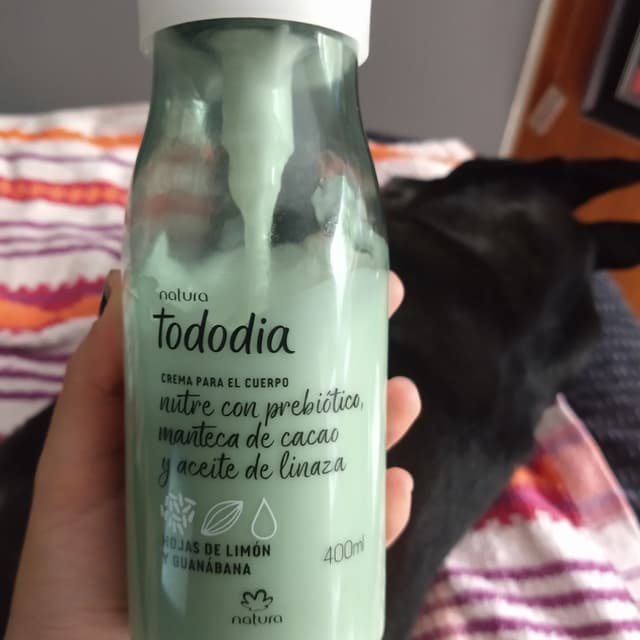 natura
tododia
CREMA PARA EL CUERPO
nutre con prebiótico,
manteca de cacao
y aceite de linaza
HOJAS DE LIMÓN
Y GUANÁBANA
400ml
natura